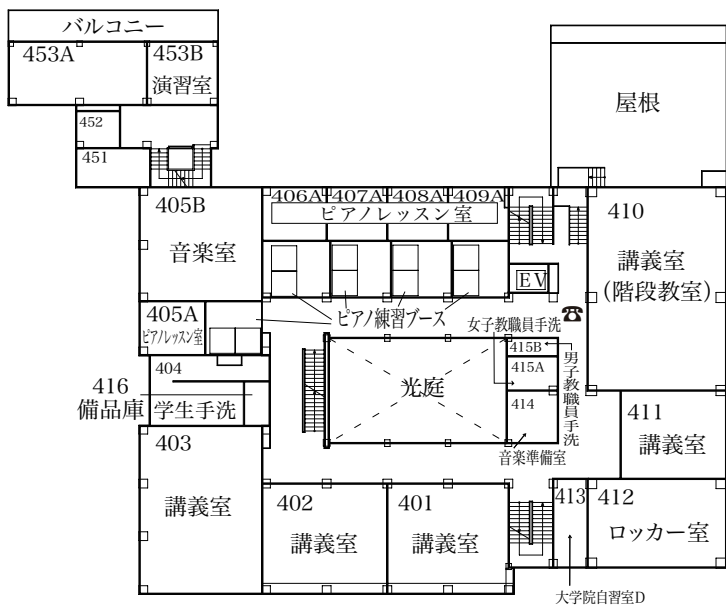 バルコニー
453A
453B
演習室
屋根
452
451
405B
音楽室
406A
407A
408A
409A
ピアノレッスン室
410
講義室
(階段教室)
EV
405A
ピアノレッスン室
ピアノ練習ブース
女子教職員手洗
415B
415A
男子教職員手洗
404
416
備品庫
学生手洗
光庭
414
音楽準備室
411
講義室
403
講義室
402
講義室
401
講義室
413
412
ロッカー室
大学院自習室D